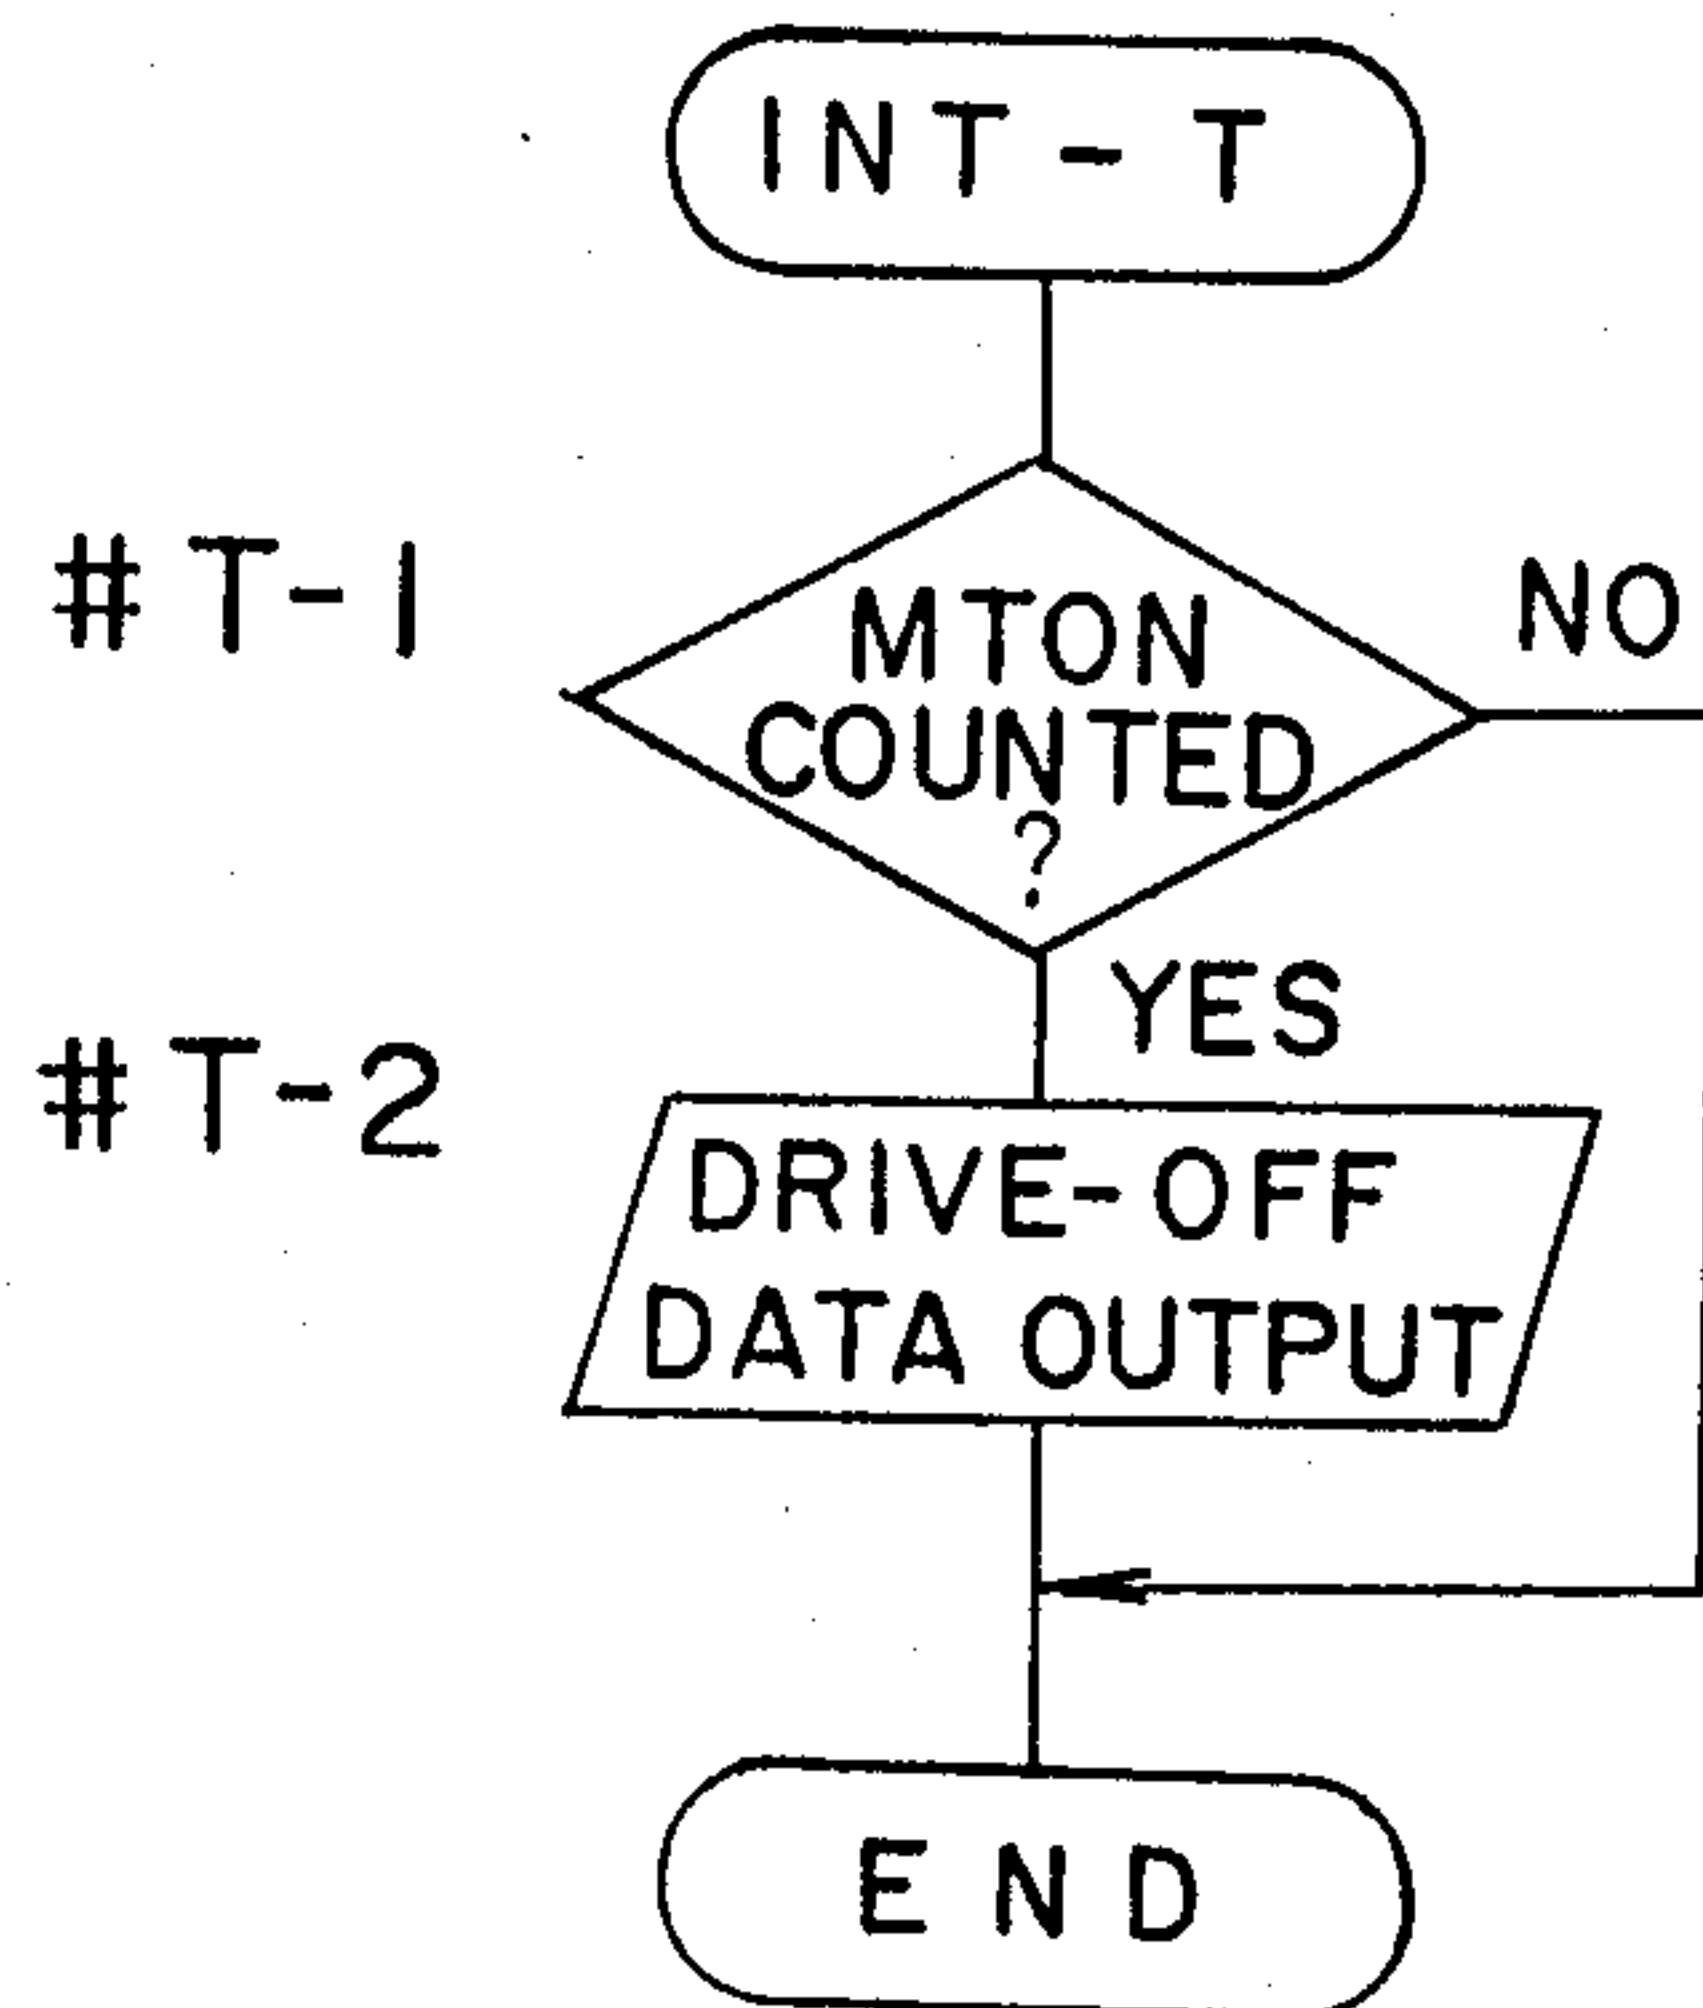 INT-T
#T-1
MTON
COUNTED
?
NO
YES
#T-2
DRIVE-OFF
DATA OUTPUT
END